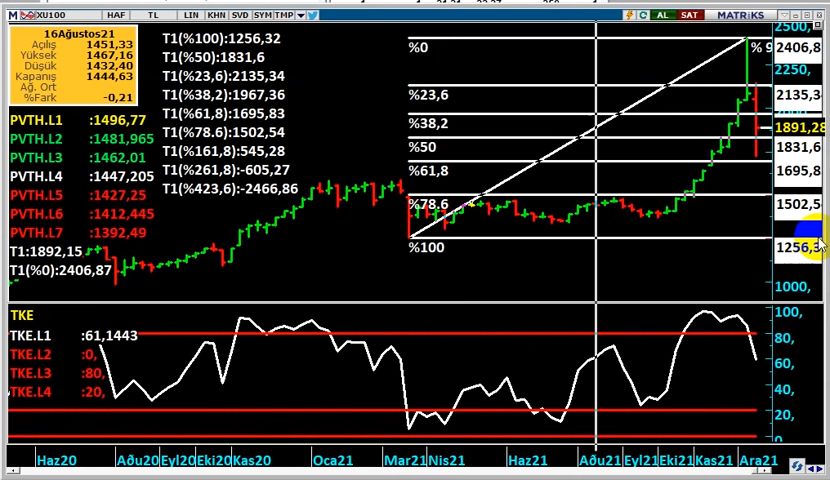 M XU100 HAF TL LIN KHN SVD SYM TMP AL SAT MATRiKS
16Ağustos21
Açılış 1451,33
Yüksek 1467,16
Düşük 1432,40
Kapanış 1444,63
Ağ. Ort
%Fark -0,21
PVTH.L1 :1496,77
PVTH.L2 :1481,965
PVTH.L3 :1462,01
PVTH.L4 :1447,205
PVTH.L5 :1427,25
PVTH.L6 :1412,445
PVTH.L7 :1392,49
T1:1892,15
T1(%0):2406,87
T1(%100):1256,32
T1(%50):1831,6
T1(%23,6):2135,34
T1(%38,2):1967,36
T1(%61,8):1695,83
T1(%78.6):1502,54
T1(%161,8):545,28
T1(%261,8):-605,27
T1(%423,6):-2466,86
%0
%23,6
%38,2
%50
%61,8
%78.6
%100
% 9
2500,
2406,8
2250,
2135,3
1891,28
1831,6
1695,8
1502,5
1256,3
1000,
TKE
TKE.L1 :61,1443
TKE.L2 :0,
TKE.L3 :80,
TKE.L4 :20,
100,
80,
60,
40,
20,
0,
Haz20 Aðu20 Eyl20 Eki20 Kas20 Oca21 Mar21 Nis21 Haz21 Aðu21 Eyl21 Eki21 Kas21 Ara21